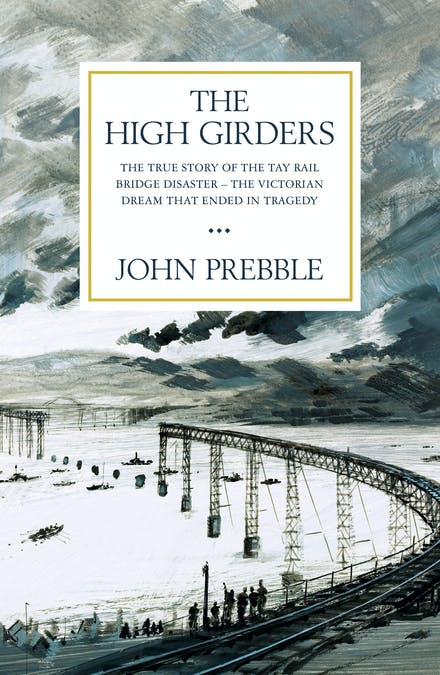 THE
HIGH GIRDERS
THE TRUE STORY OF THE TAY RAIL
BRIDGE DISASTER – THE VICTORIAN
DREAM THAT ENDED IN TRAGEDY
JOHN PREBBLE